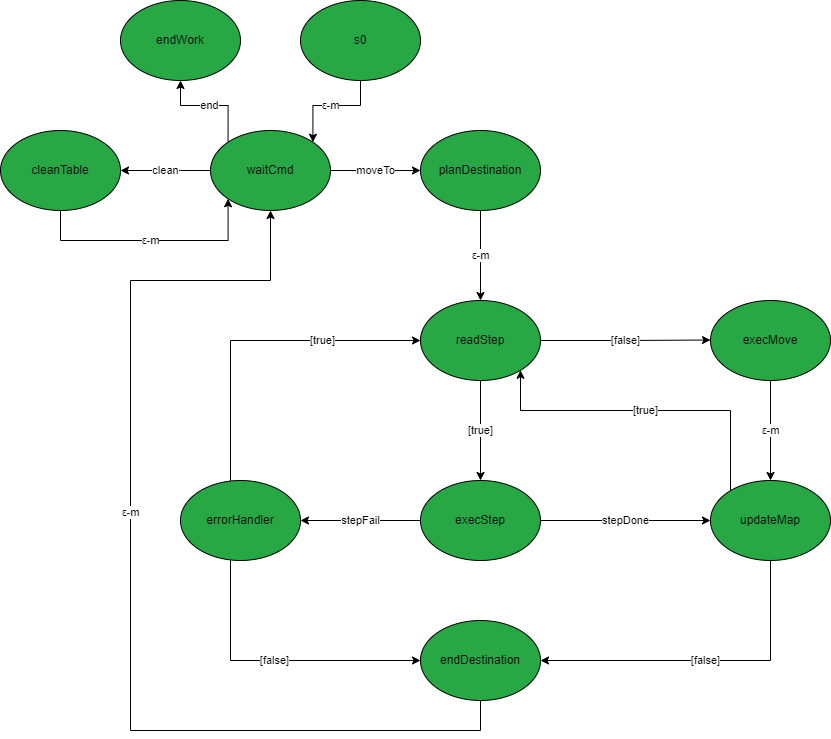 endWork
s0
end
ε-m
cleanTable
clean
waitCmd
moveTo
planDestination
ε-m
ε-m
[true]
readStep
[false]
execMove
[true]
[true]
ε-m
ε-m
errorHandler
stepFail
execStep
stepDone
updateMap
[false]
endDestination
[false]